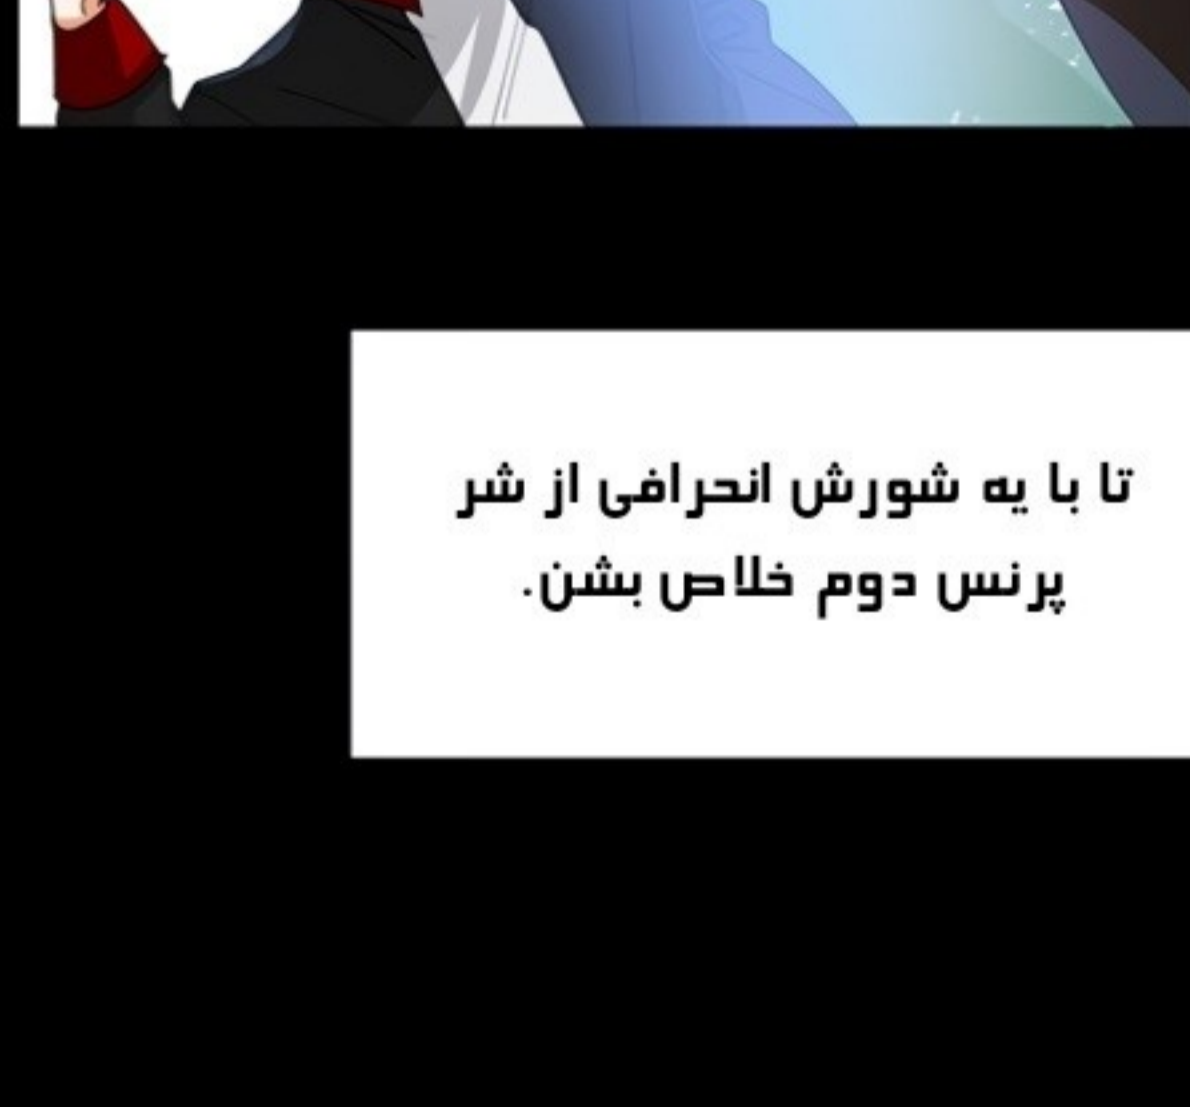 تا با یه شورش انحرافی از شر
پرنس دوم خلاص بشن.